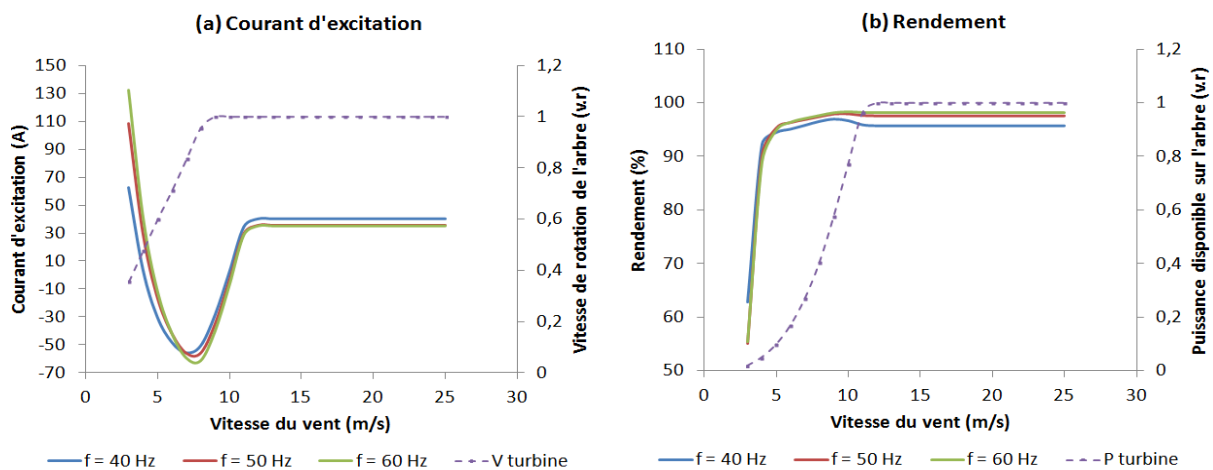 (a) Courant d'excitation
150
130
110
90
70
50
30
10
-10
-30
-50
-70
Courant d'excitation (A)
1,2
1
0,8
0,6
0,4
0,2
0
Vitesse de rotation de l'arbre (v.r)
0 5 10 15 20 25 30
Vitesse du vent (m/s)
f = 40 Hz f = 50 Hz f = 60 Hz V turbine
(b) Rendement
110
100
90
80
70
60
50
Rendement (%)
1,2
1
0,8
0,6
0,4
0,2
0
Puissance disponible sur l'arbre (v.r)
0 5 10 15 20 25 30
Vitesse du vent (m/s)
f = 40 Hz f = 50 Hz f = 60 Hz P turbine